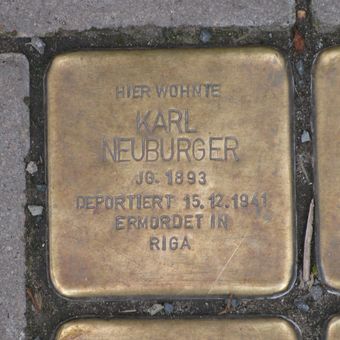 HIER WOHNTE
KARL
NEUBURGER
JG. 1893
DEPORTIERT 15.12.1941
ERMORDET IN
RIGA